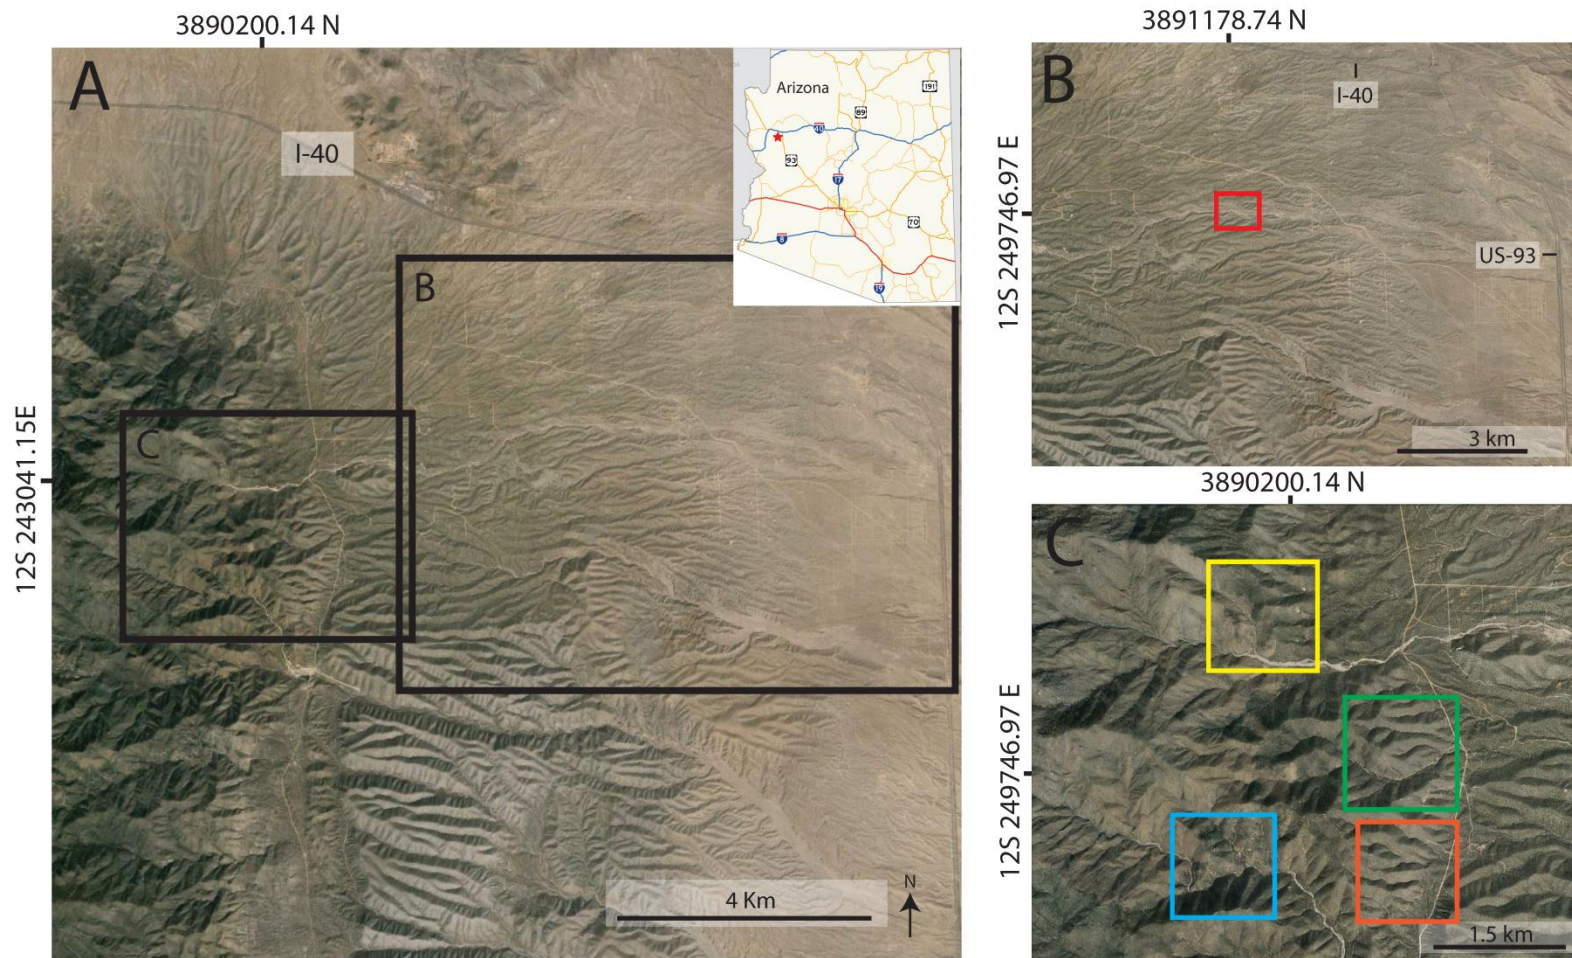 3890200.14 N
A
I-40
Arizona
191
89
40
93
17
70
8
19
B
C
12S 243041.15E
4 Km
N
3891178.74 N
B
I-40
12S 249746.97 E
US-93
3 km
3890200.14 N
C
12S 249746.97 E
1.5 km